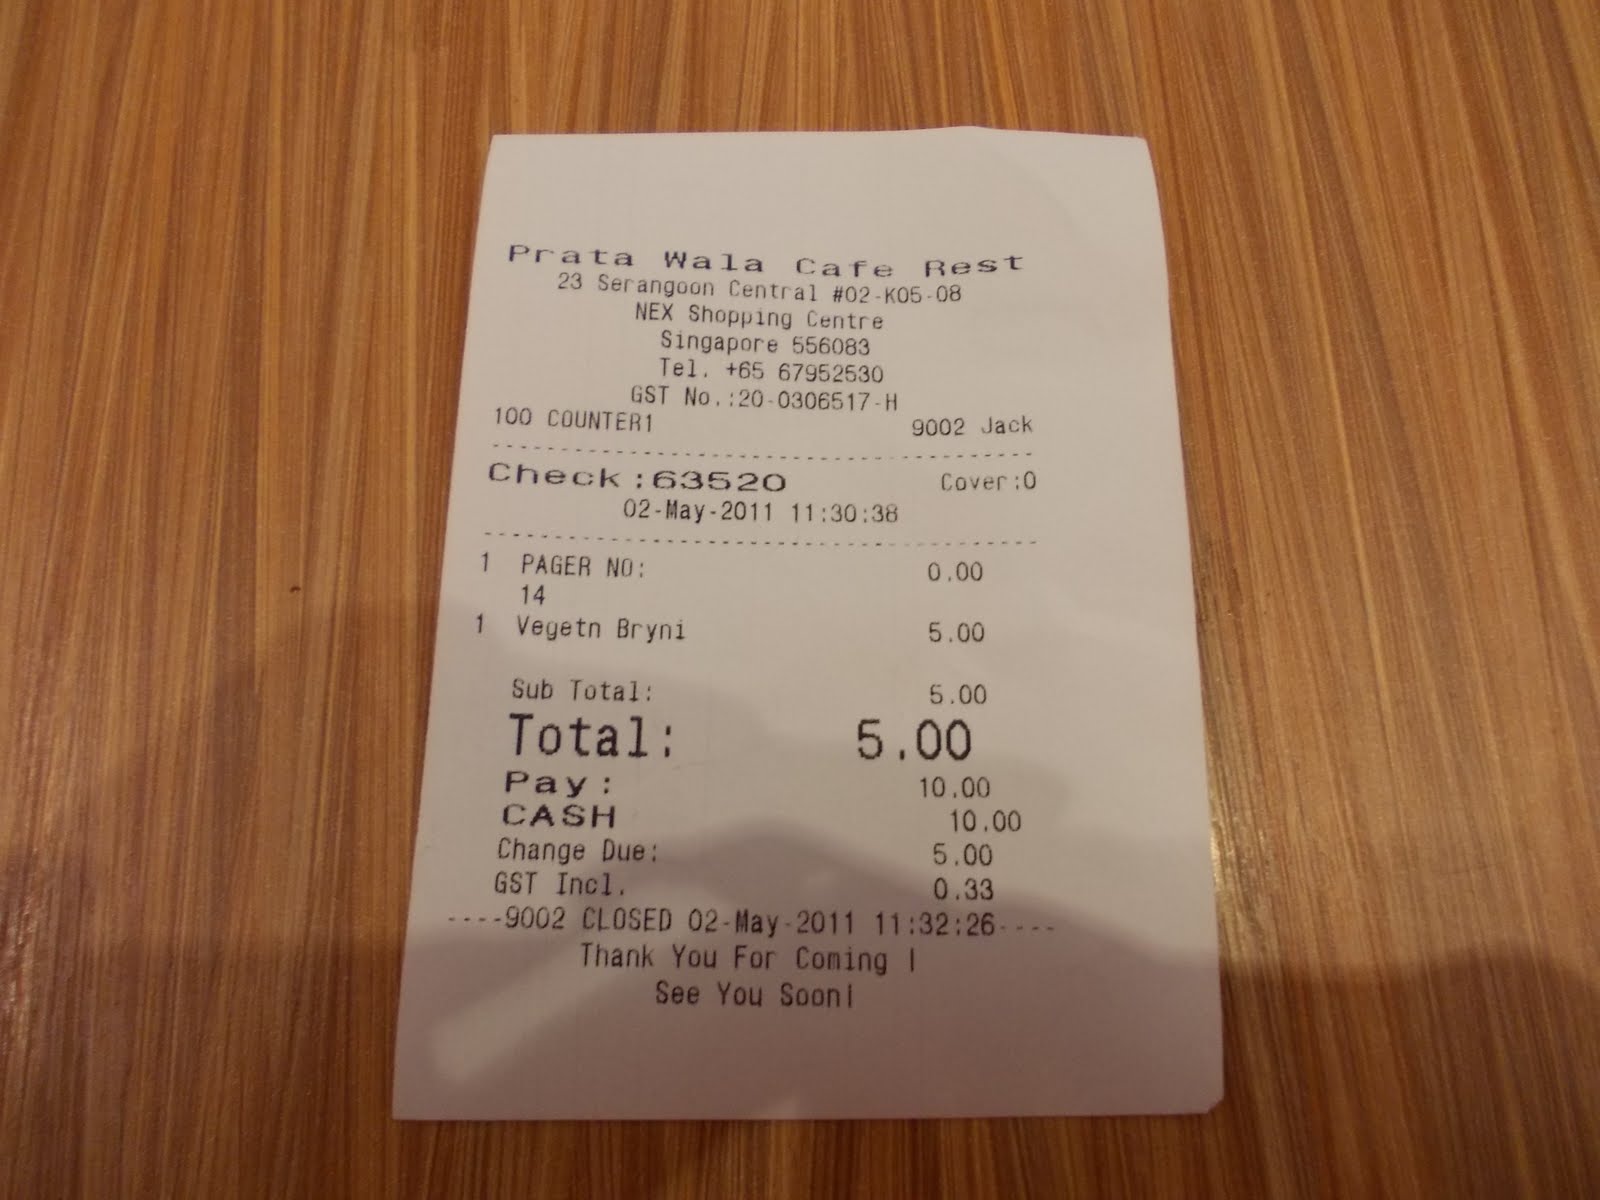 Prata Wala Cafe Rest
23 Serangoon Central #02-K05-08
NEX Shopping Centre
Singapore 556083
Tel. +65 67952530
GST No.:20-0306517-H
100 COUNTER1 9002 Jack
----------------------------------------
Check:63520 Cover:0
02-May-2011 11:30:38
----------------------------------------
1 PAGER NO: 0.00
14
1 Vegetn Bryni 5.00
Sub Total: 5.00
Total: 5.00
Pay: 10.00
CASH 10.00
Change Due: 5.00
GST Incl. 0.33
----9002 CLOSED 02-May-2011 11:32:26----
Thank You For Coming !
See You Soon!